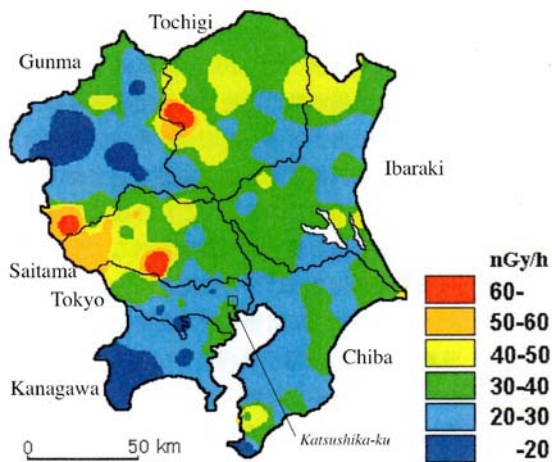 Tochigi
Gunma
Ibaraki
Saitama
Tokyo
Kanagawa
Chiba
Katsushika-ku
0 50 km
nGy/h
60-
50-60
40-50
30-40
20-30
-20